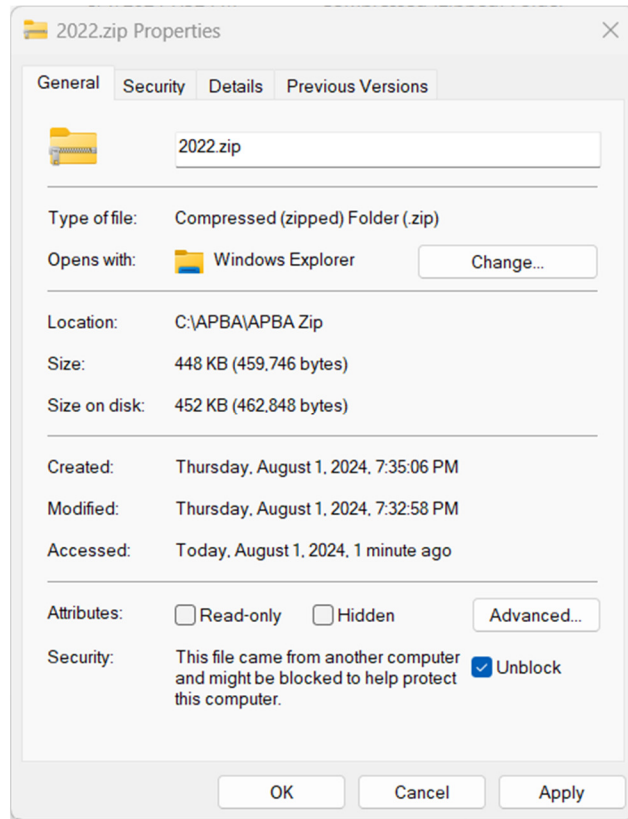 2022.zip Properties
General Security Details Previous Versions
2022.zip
Type of file: Compressed (zipped) Folder (.zip)
Opens with: Windows Explorer Change...
Location: C:\APBA\APBA Zip
Size: 448 KB (459,746 bytes)
Size on disk: 452 KB (462,848 bytes)
Created: Thursday, August 1, 2024, 7:35:06 PM
Modified: Thursday, August 1, 2024, 7:32:58 PM
Accessed: Today, August 1, 2024, 1 minute ago
Attributes: Read-only Hidden Advanced...
Security: This file came from another computer
and might be blocked to help protect Unblock
this computer.
OK Cancel Apply